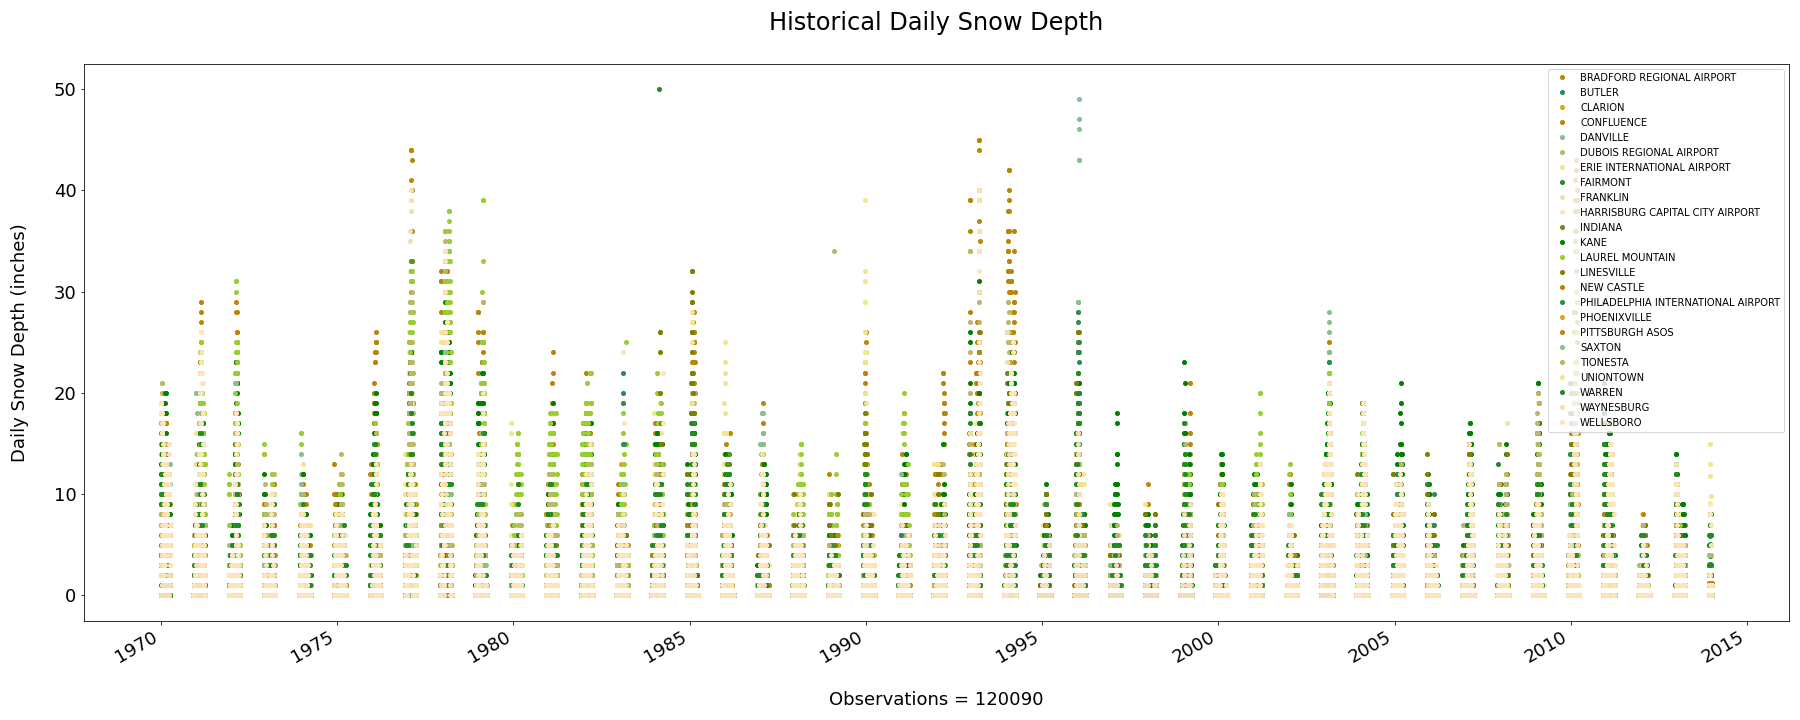 Historical Daily Snow Depth
Daily Snow Depth (inches)
50
40
30
20
10
0
BRADFORD REGIONAL AIRPORT
BUTLER
CLARION
CONFLUENCE
DANVILLE
DUBOIS REGIONAL AIRPORT
ERIE INTERNATIONAL AIRPORT
FAIRMONT
FRANKLIN
HARRISBURG CAPITAL CITY AIRPORT
INDIANA
KANE
LAUREL MOUNTAIN
LINESVILLE
NEW CASTLE
PHILADELPHIA INTERNATIONAL AIRPORT
PHOENIXVILLE
PITTSBURGH ASOS
SAXTON
TIONESTA
UNIONTOWN
WARREN
WAYNESBURG
WELLSBORO
1970 1975 1980 1985 1990 1995 2000 2005 2010 2015
Observations = 120090